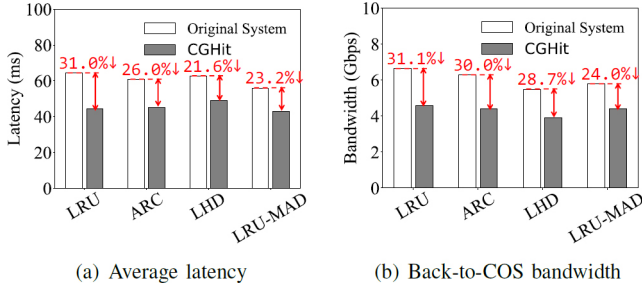 100
80
60
40
20
0
Latency (ms)
Original System
CGHit
31.0%↓
26.0%↓
21.6%↓
23.2%↓
LRU
ARC
LHD
LRU-MAD
(a) Average latency
10
8
6
4
2
0
Bandwidth (Gbps)
Original System
CGHit
31.1%↓
30.0%↓
28.7%↓
24.0%↓
LRU
ARC
LHD
LRU-MAD
(b) Back-to-COS bandwidth